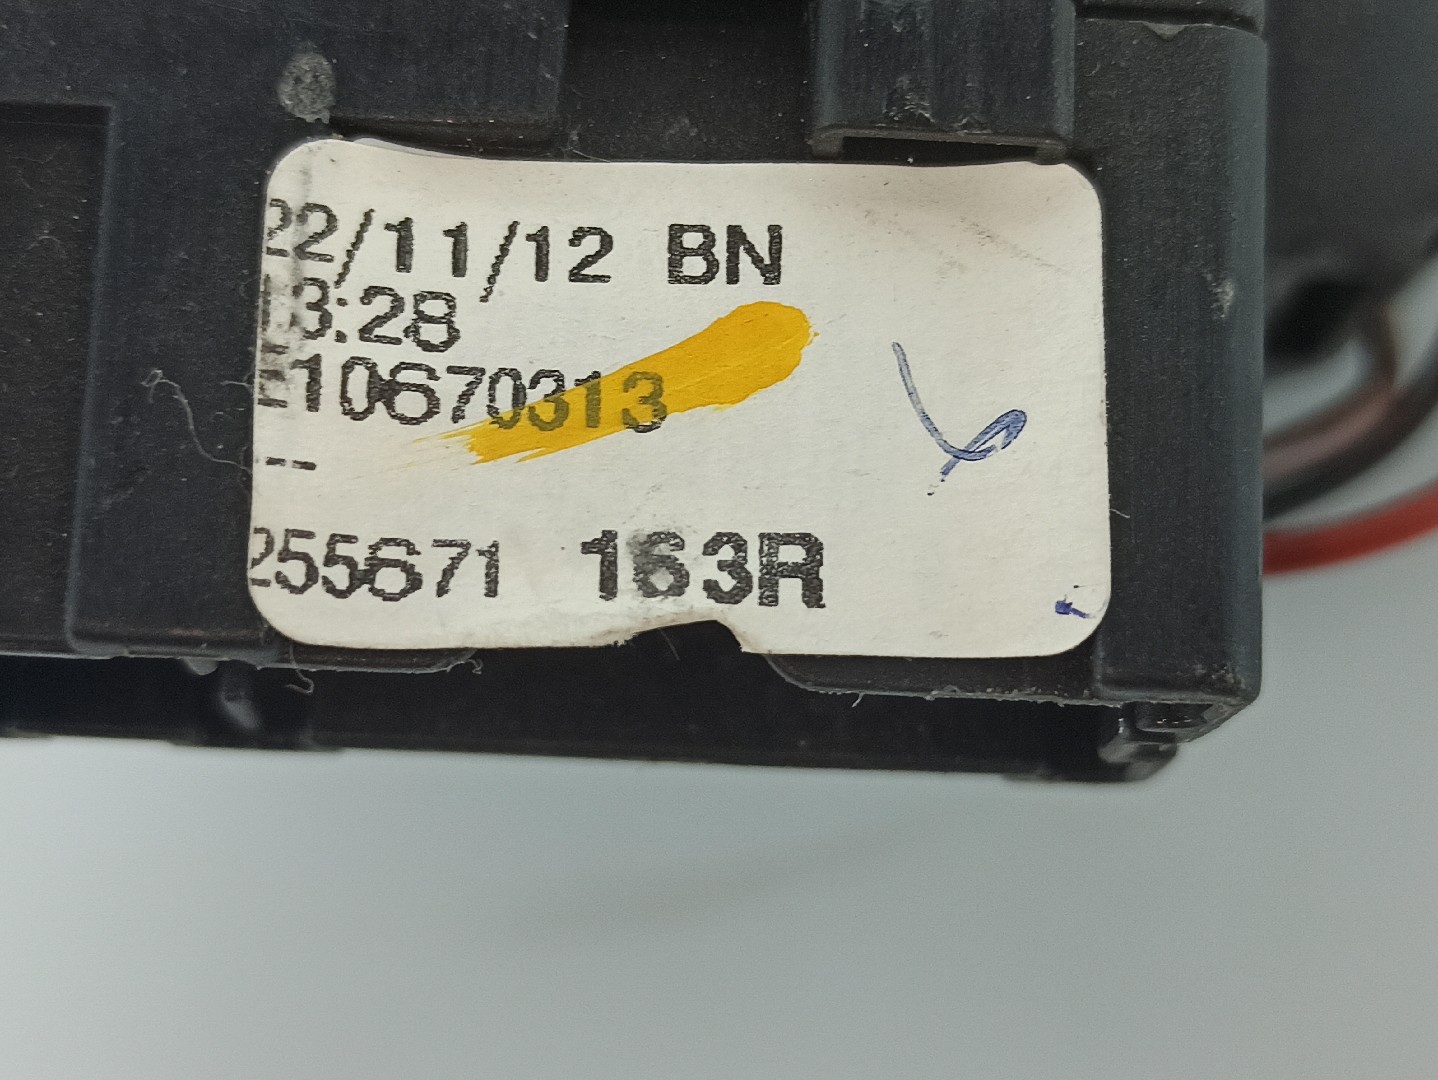 22/11/12 BN
13:28
E10670313
--
255671 163R